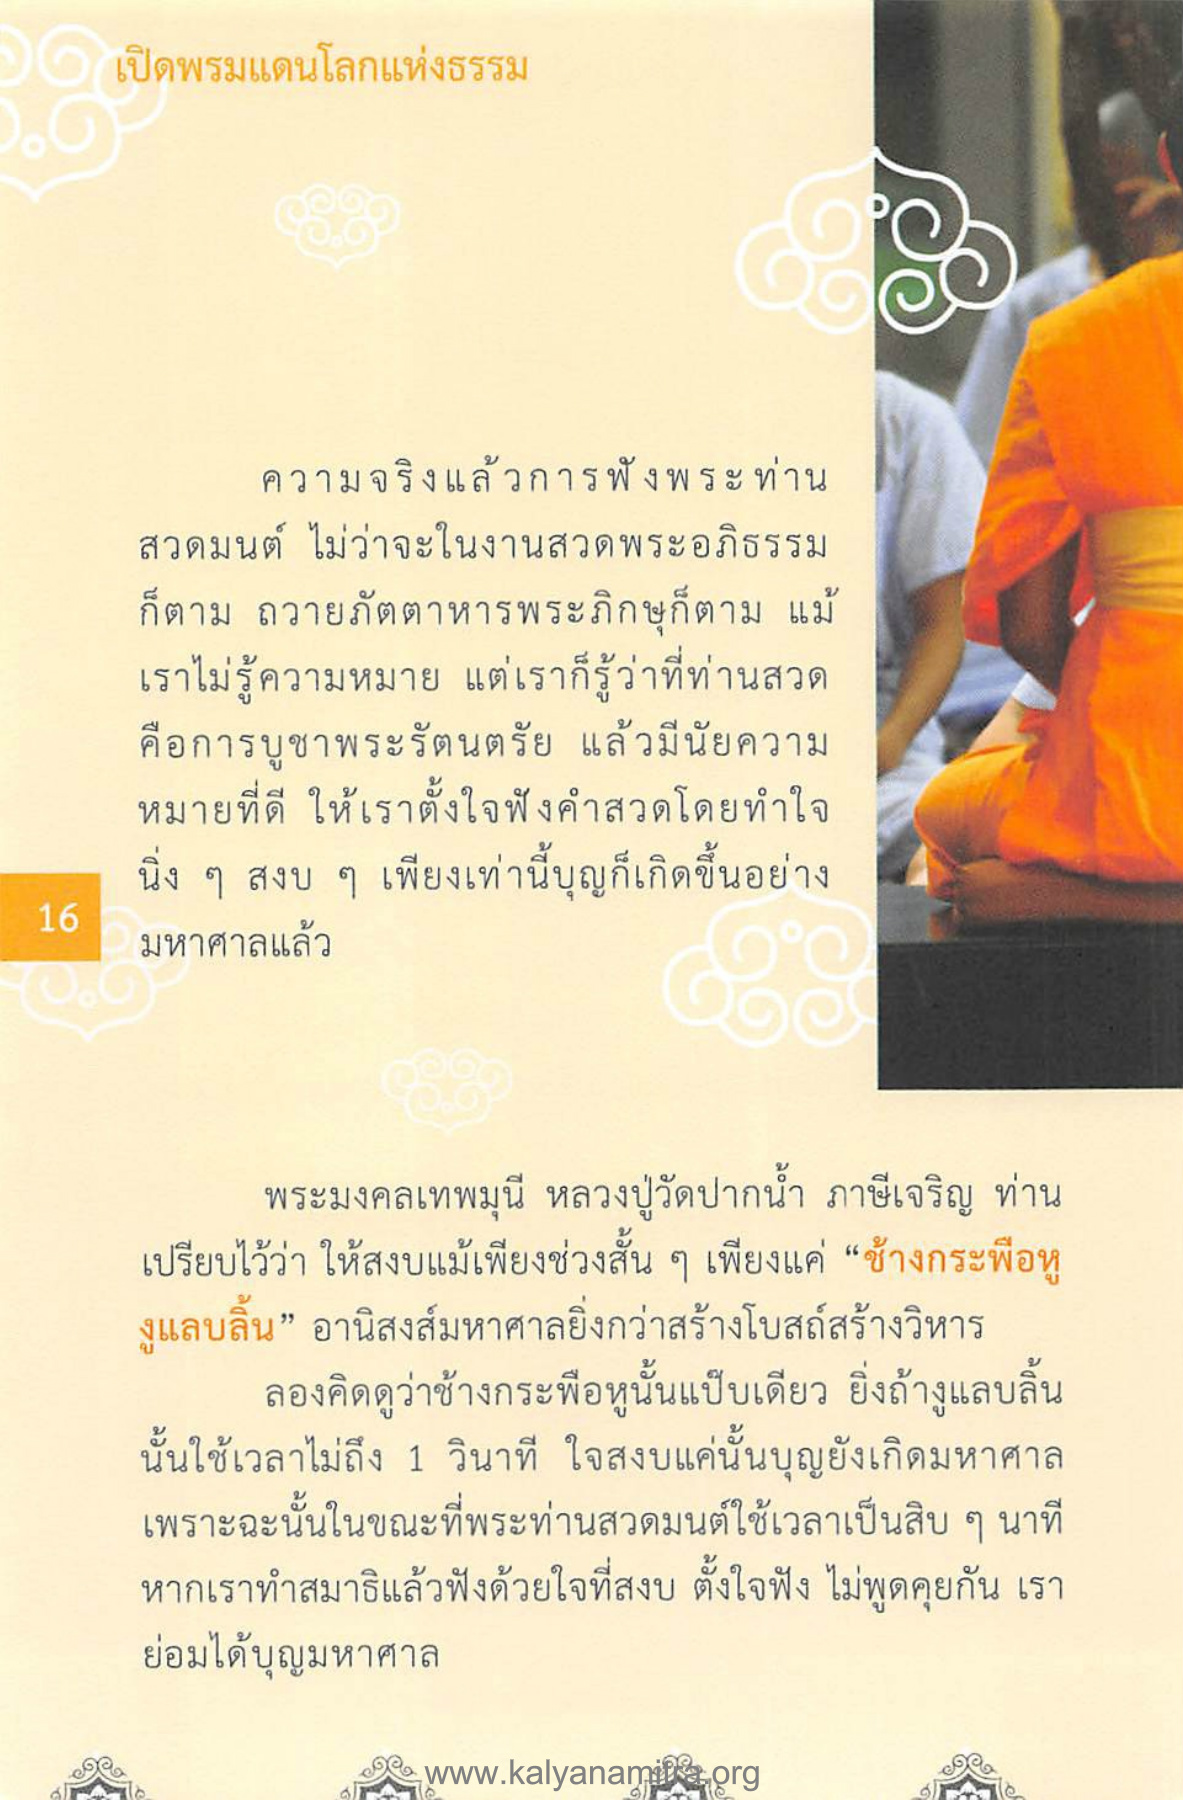 เปิดพรมแดนโลกแห่งธรรม
ความจริงแล้วการฟังพระท่าน
สวดมนต์ ไม่ว่าจะในงานสวดพระอภิธรรม
ก็ตาม ถวายภัตตาหารพระภิกษุก็ตาม แม้
เราไม่รู้ความหมาย แต่เราก็รู้ว่าที่ท่านสวด
คือการบูชาพระรัตนตรัย แล้วมีนัยความ
หมายที่ดี ให้เราตั้งใจฟังคำสวดโดยทำใจ
นิ่ง ๆ สงบ ๆ เพียงเท่านี้บุญก็เกิดขึ้นอย่าง
มหาศาลแล้ว
16
พระมงคลเทพมุนี หลวงปู่วัดปากน้ำ ภาษีเจริญ ท่าน
เปรียบไว้ว่า ให้สงบแม้เพียงช่วงสั้น ๆ เพียงแค่ “ช้างกระพือหู
งูแลบลิ้น” อานิสงส์มหาศาลยิ่งกว่าสร้างโบสถ์สร้างวิหาร
ลองคิดดูว่าช้างกระพือหูนั้นแป๊บเดียว ยิ่งถ้างูแลบลิ้น
นั้นใช้เวลาไม่ถึง 1 วินาที ใจสงบแค่นั้นบุญยังเกิดมหาศาล
เพราะฉะนั้นในขณะที่พระท่านสวดมนต์ใช้เวลาเป็นสิบ ๆ นาที
หากเราทำสมาธิแล้วฟังด้วยใจที่สงบ ตั้งใจฟัง ไม่พูดคุยกัน เรา
ย่อมได้บุญมหาศาล
www.kalyanamitra.org